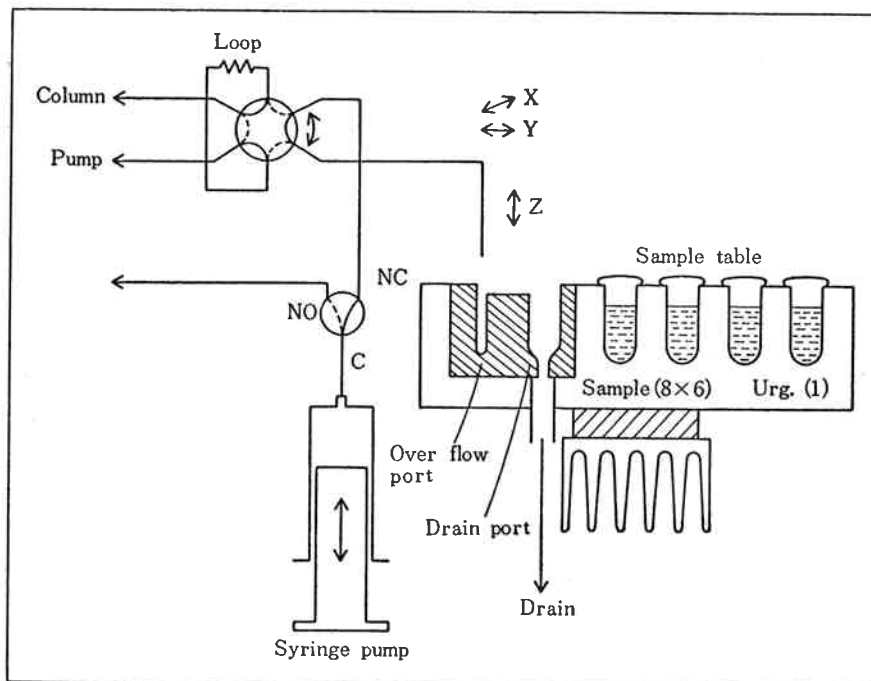 Loop
Column
Pump
X
Y
Z
NC
NO
C
Sample table
Sample (8×6)
Urg. (1)
Over flow
port
Drain port
Drain
Syringe pump